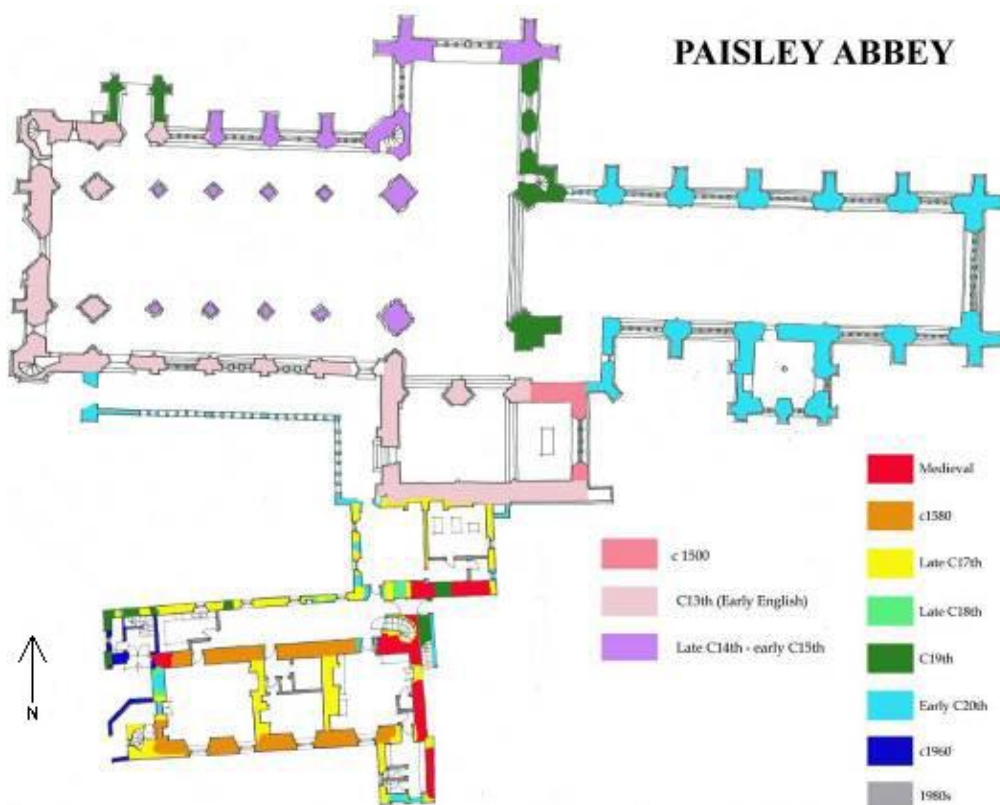 PAISLEY ABBEY
N
c 1500
C13th (Early English)
Late C14th - early C15th
Medieval
c1580
Late C17th
Late C18th
C19th
Early C20th
c1960
1980s